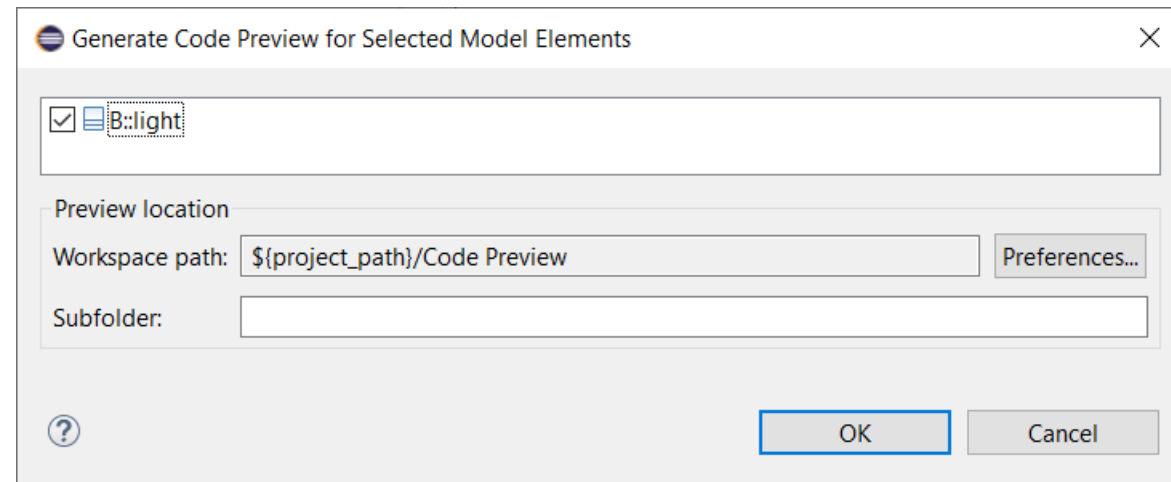 Generate Code Preview for Selected Model Elements
B::light
Preview location
Workspace path: ${project_path}/Code Preview Preferences...
Subfolder:
? OK Cancel